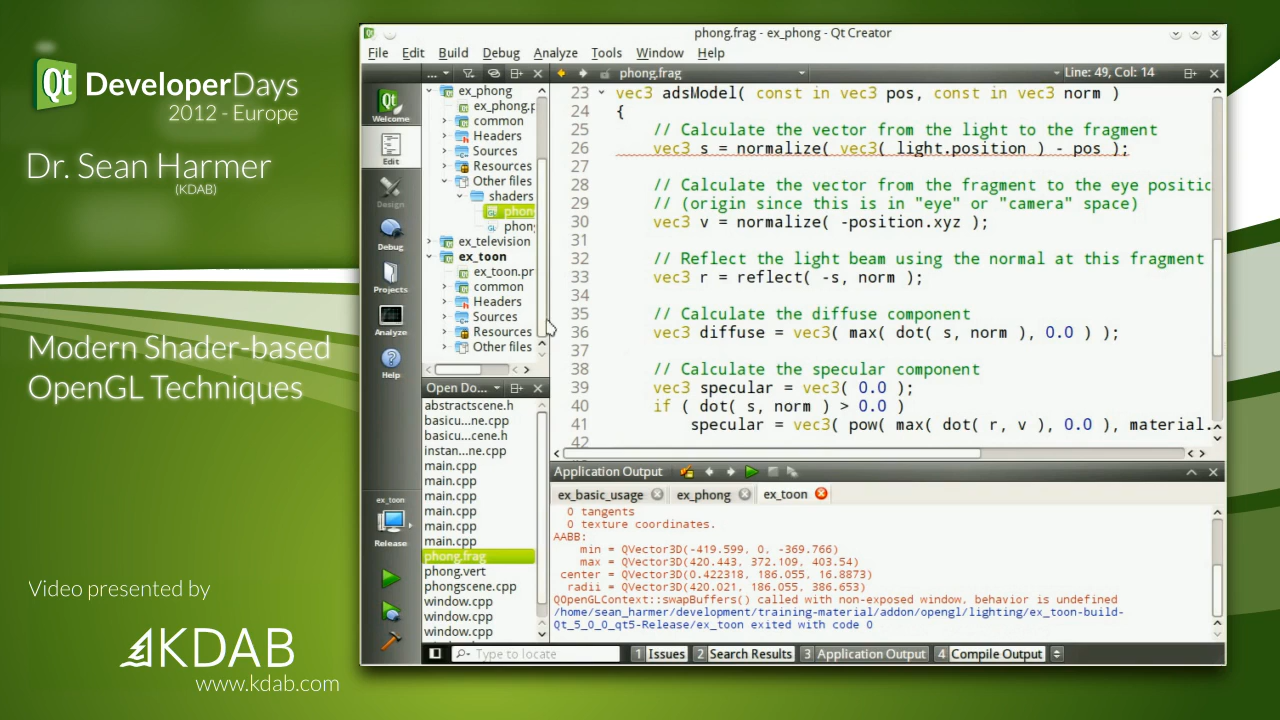 Qt DeveloperDays
2012 - Europe
Dr. Sean Harmer
(KDAB)
Modern Shader-based
OpenGL Techniques
Video presented by
KDAB
www.kdab.com
phong.frag - ex_phong - Qt Creator
File Edit Build Debug Analyze Tools Window Help
... phong.frag Line: 49, Col: 14
Qt
Welcome
Edit
Design
Debug
Projects
Analyze
Help
ex_toon
Release
ex_phong
ex_phong.p
common
Headers
Sources
Resources
Other files
shaders
phon
phon
ex_television
ex_toon
ex_toon.pr
common
Headers
Sources
Resources
Other files
Open Do...
abstractscene.h
basicu...ne.cpp
basicu...cene.h
instan...ne.cpp
main.cpp
main.cpp
main.cpp
main.cpp
main.cpp
main.cpp
phong.frag
phong.vert
phongscene.cpp
window.cpp
window.cpp
window.cpp
23 vec3 adsModel( const in vec3 pos, const in vec3 norm )
24 {
25 // Calculate the vector from the light to the fragment
26 vec3 s = normalize( vec3( light.position ) - pos );
27
28 // Calculate the vector from the fragment to the eye positic
29 // (origin since this is in "eye" or "camera" space)
30 vec3 v = normalize( -position.xyz );
31
32 // Reflect the light beam using the normal at this fragment
33 vec3 r = reflect( -s, norm );
34
35 // Calculate the diffuse component
36 vec3 diffuse = vec3( max( dot( s, norm ), 0.0 ) );
37
38 // Calculate the specular component
39 vec3 specular = vec3( 0.0 );
40 if ( dot( s, norm ) > 0.0 )
41 specular = vec3( pow( max( dot( r, v ), 0.0 ), material.
42
Application Output
ex_basic_usage ex_phong ex_toon
0 tangents
0 texture coordinates.
AABB:
min = QVector3D(-419.599, 0, -369.766)
max = QVector3D(420.443, 372.109, 403.54)
center = QVector3D(0.422318, 186.055, 16.8873)
radii = QVector3D(420.021, 186.055, 386.653)
QOpenGLContext::swapBuffers() called with non-exposed window, behavior is undefined
/home/sean_harmer/development/training-material/addon/opengl/lighting/ex_toon-build-
Qt_5_0_0_qt5-Release/ex_toon exited with code 0
Type to locate 1 Issues 2 Search Results 3 Application Output 4 Compile Output